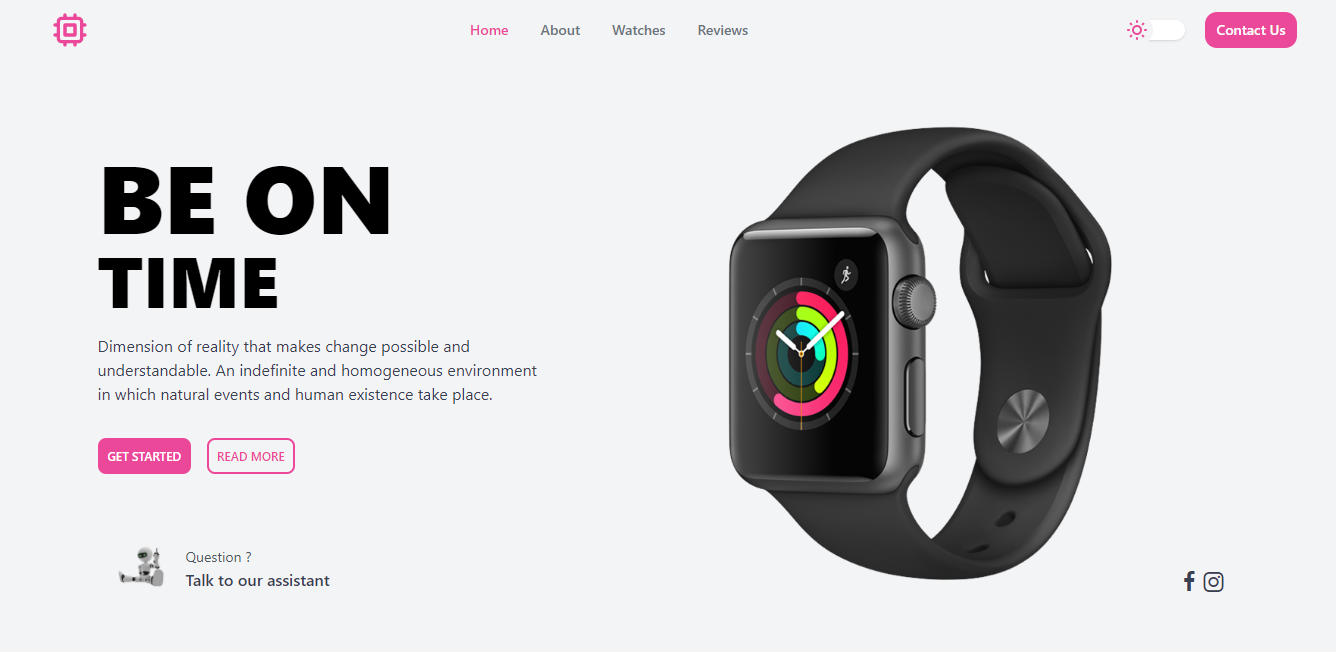 Home About Watches Reviews Contact Us
BE ON
TIME
Dimension of reality that makes change possible and
understandable. An indefinite and homogeneous environment
in which natural events and human existence take place.
GET STARTED READ MORE
Question ?
Talk to our assistant